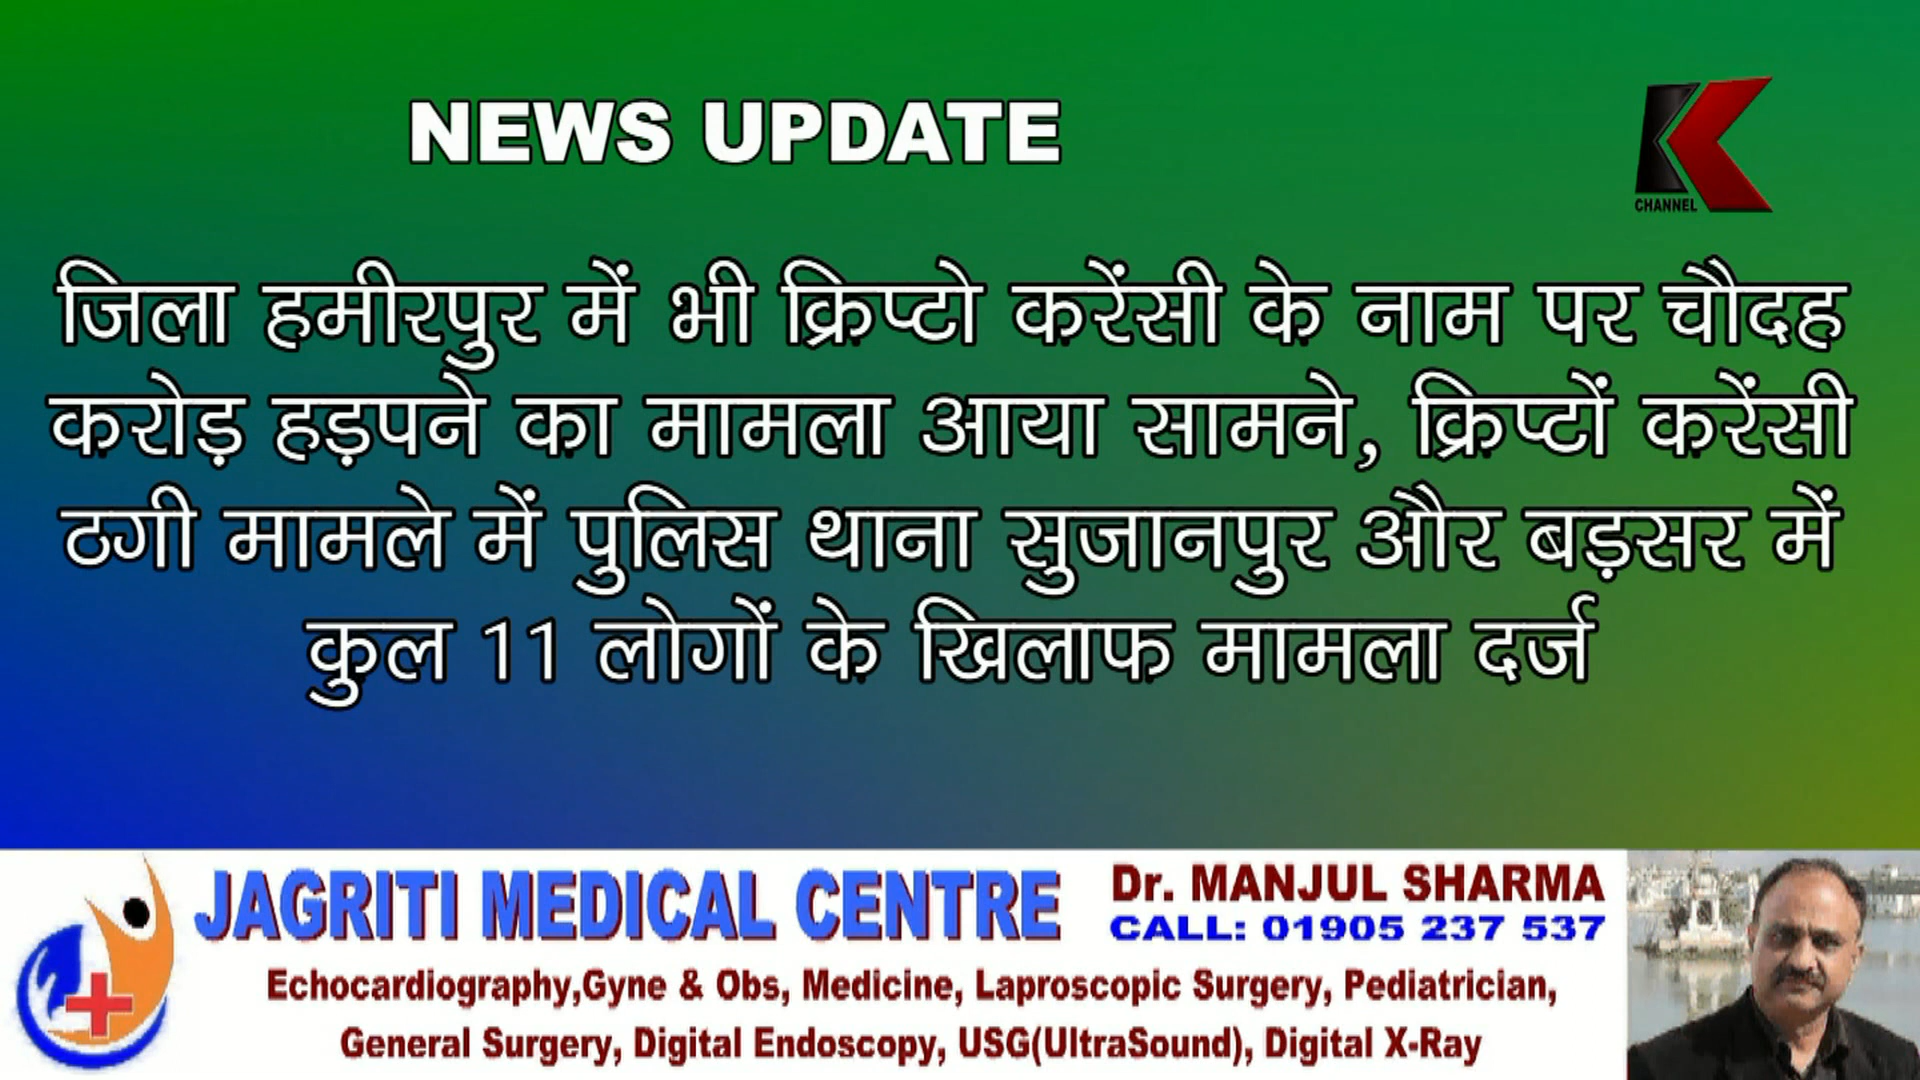 NEWS UPDATE
CHANNEL K
जिला हमीरपुर में भी क्रिप्टो करेंसी के नाम पर चौदह
करोड़ हड़पने का मामला आया सामने, क्रिप्टों करेंसी
ठगी मामले में पुलिस थाना सुजानपुर और बड़सर में
कुल 11 लोगों के खिलाफ मामला दर्ज
JAGRITI MEDICAL CENTRE
Dr. MANJUL SHARMA
CALL: 01905 237 537
Echocardiography,Gyne & Obs, Medicine, Laproscopic Surgery, Pediatrician,
General Surgery, Digital Endoscopy, USG(UltraSound), Digital X-Ray